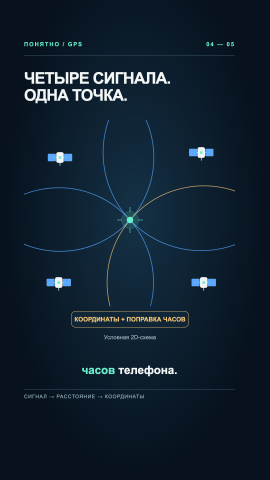 ПОНЯТНО / GPS
04 — 05
ЧЕТЫРЕ СИГНАЛА.
ОДНА ТОЧКА.
КООРДИНАТЫ + ПОПРАВКА ЧАСОВ
Условная 2D-схема
часов телефона.
СИГНАЛ → РАССТОЯНИЕ → КООРДИНАТЫ